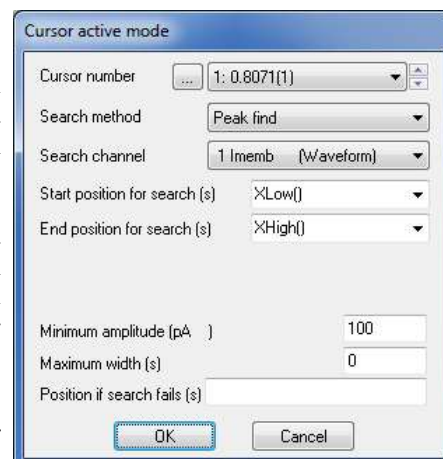 Cursor active mode
Cursor number ... 1: 0.8071(1)
Search method Peak find
Search channel 1 Imemb (Waveform)
Start position for search (s) XLow()
End position for search (s) XHigh()
Minimum amplitude (pA ) 100
Maximum width (s) 0
Position if search fails (s)
OK Cancel